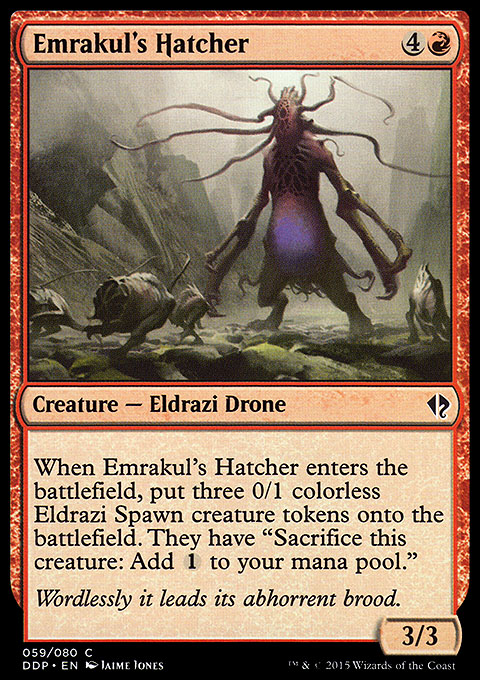 Emrakul's Hatcher 4
Creature — Eldrazi Drone
When Emrakul's Hatcher enters the
battlefield, put three 0/1 colorless
Eldrazi Spawn creature tokens onto the
battlefield. They have “Sacrifice this
creature: Add 1 to your mana pool.”
Wordlessly it leads its abhorrent brood.
3/3
059/080 C
DDP • EN Jaime Jones
™ & © 2015 Wizards of the Coast